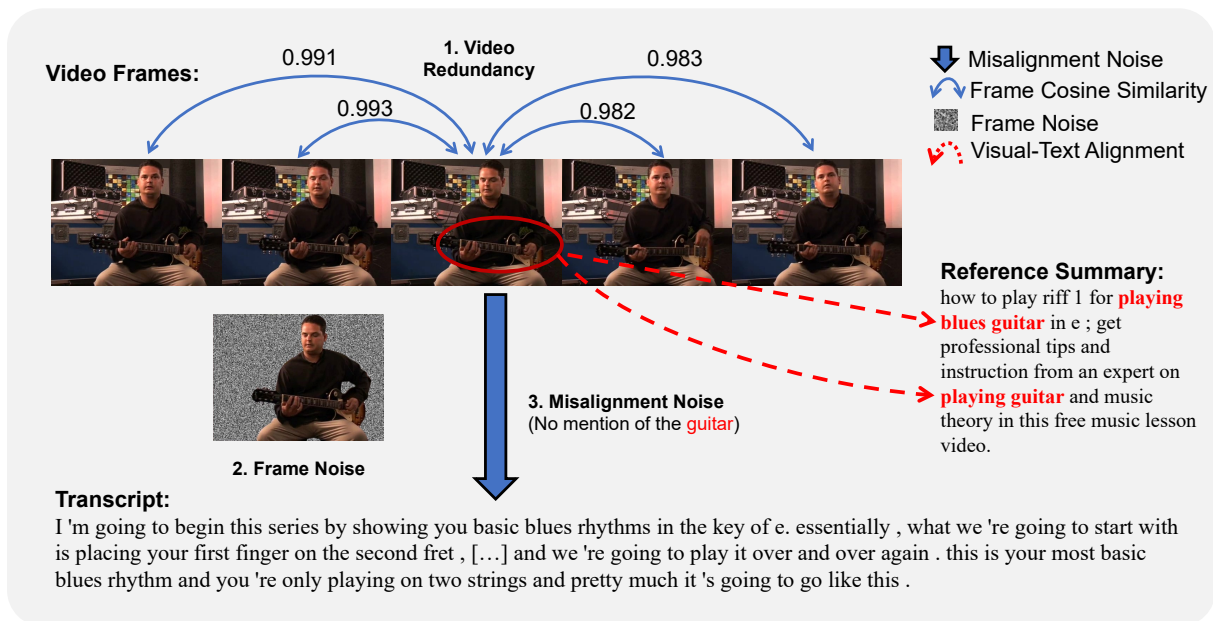 Video Frames:
0.991
1. Video
Redundancy
0.983
0.993
0.982
Misalignment Noise
Frame Cosine Similarity
Frame Noise
Visual-Text Alignment
Reference Summary:
how to play riff 1 for playing
blues guitar in e ; get
professional tips and
instruction from an expert on
playing guitar and music
theory in this free music lesson
video.
3. Misalignment Noise
(No mention of the guitar)
2. Frame Noise
Transcript:
I 'm going to begin this series by showing you basic blues rhythms in the key of e. essentially , what we 're going to start with
is placing your first finger on the second fret , […] and we 're going to play it over and over again . this is your most basic
blues rhythm and you 're only playing on two strings and pretty much it 's going to go like this .